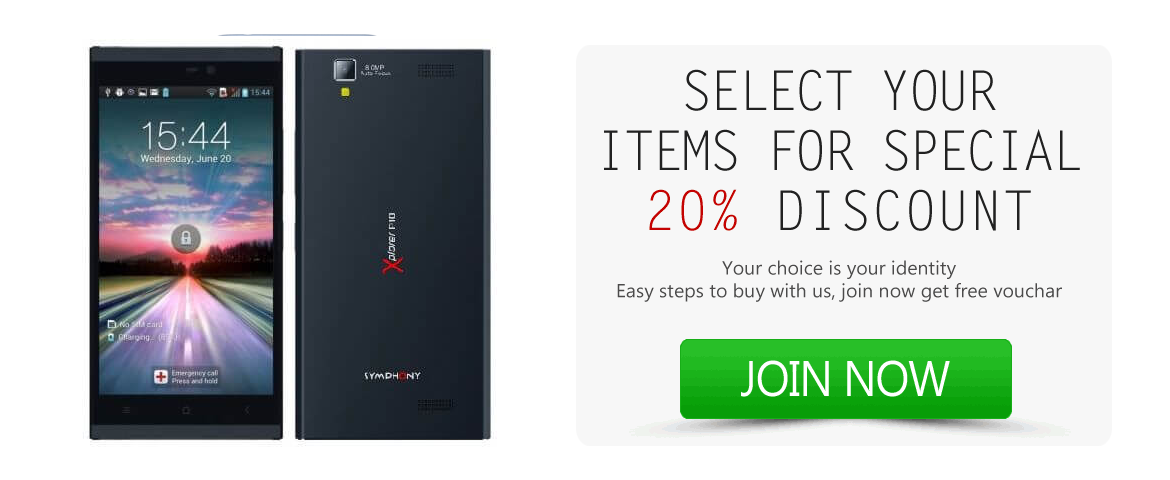 15:44
15:44
Wednesday, June 20
No SIM card
Charging...
Emergency call
Press and hold
8.0MP
Auto Focus
Xplorer P10
SYMPHONY
SELECT YOUR
ITEMS FOR SPECIAL
20% DISCOUNT
Your choice is your identity
Easy steps to buy with us, join now get free vouchar
JOIN NOW